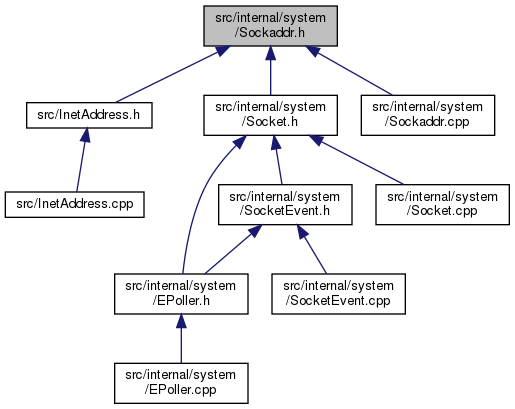 src/internal/system
/Sockaddr.h
src/InetAddress.h
src/internal/system
/Socket.h
src/internal/system
/Sockaddr.cpp
src/InetAddress.cpp
src/internal/system
/SocketEvent.h
src/internal/system
/Socket.cpp
src/internal/system
/EPoller.h
src/internal/system
/SocketEvent.cpp
src/internal/system
/EPoller.cpp